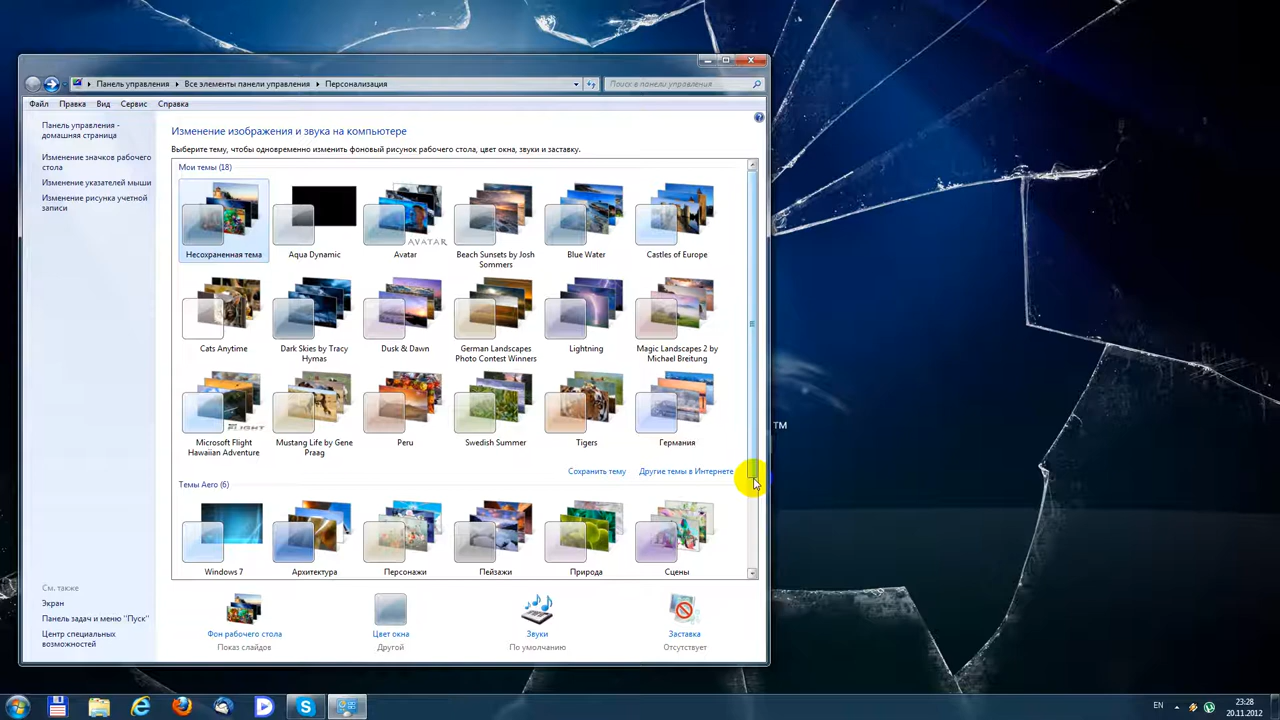 Панель управления
Все элементы панели управления
Персонализация
Поиск в панели управления
Файл
Правка
Вид
Сервис
Справка
Панель управления -
домашняя страница
Изменение значков рабочего
стола
Изменение указателей мыши
Изменение рисунка учетной
записи
Изменение изображения и звука на компьютере
Выберите тему, чтобы одновременно изменить фоновый рисунок рабочего стола, цвет окна, звуки и заставку.
Мои темы (18)
AVATAR
Несохраненная тема
Aqua Dynamic
Avatar
Beach Sunsets by Josh
Sommers
Blue Water
Castles of Europe
Cats Anytime
Dark Skies by Tracy
Hymas
Dusk & Dawn
German Landscapes
Photo Contest Winners
Lightning
Magic Landscapes 2 by
Michael Breitung
FLIGHT
Microsoft Flight
Hawaiian Adventure
Mustang Life by Gene
Praag
Peru
Swedish Summer
Tigers
Германия
Сохранить тему
Другие темы в Интернете
Темы Aero (6)
Windows 7
Архитектура
Персонажи
Пейзажи
Природа
Сцены
См. также
Экран
Панель задач и меню "Пуск"
Центр специальных
возможностей
Фон рабочего стола
Показ слайдов
Цвет окна
Другой
Звуки
По умолчанию
Заставка
Отсутствует
TM
EN
23:28
20.11.2012